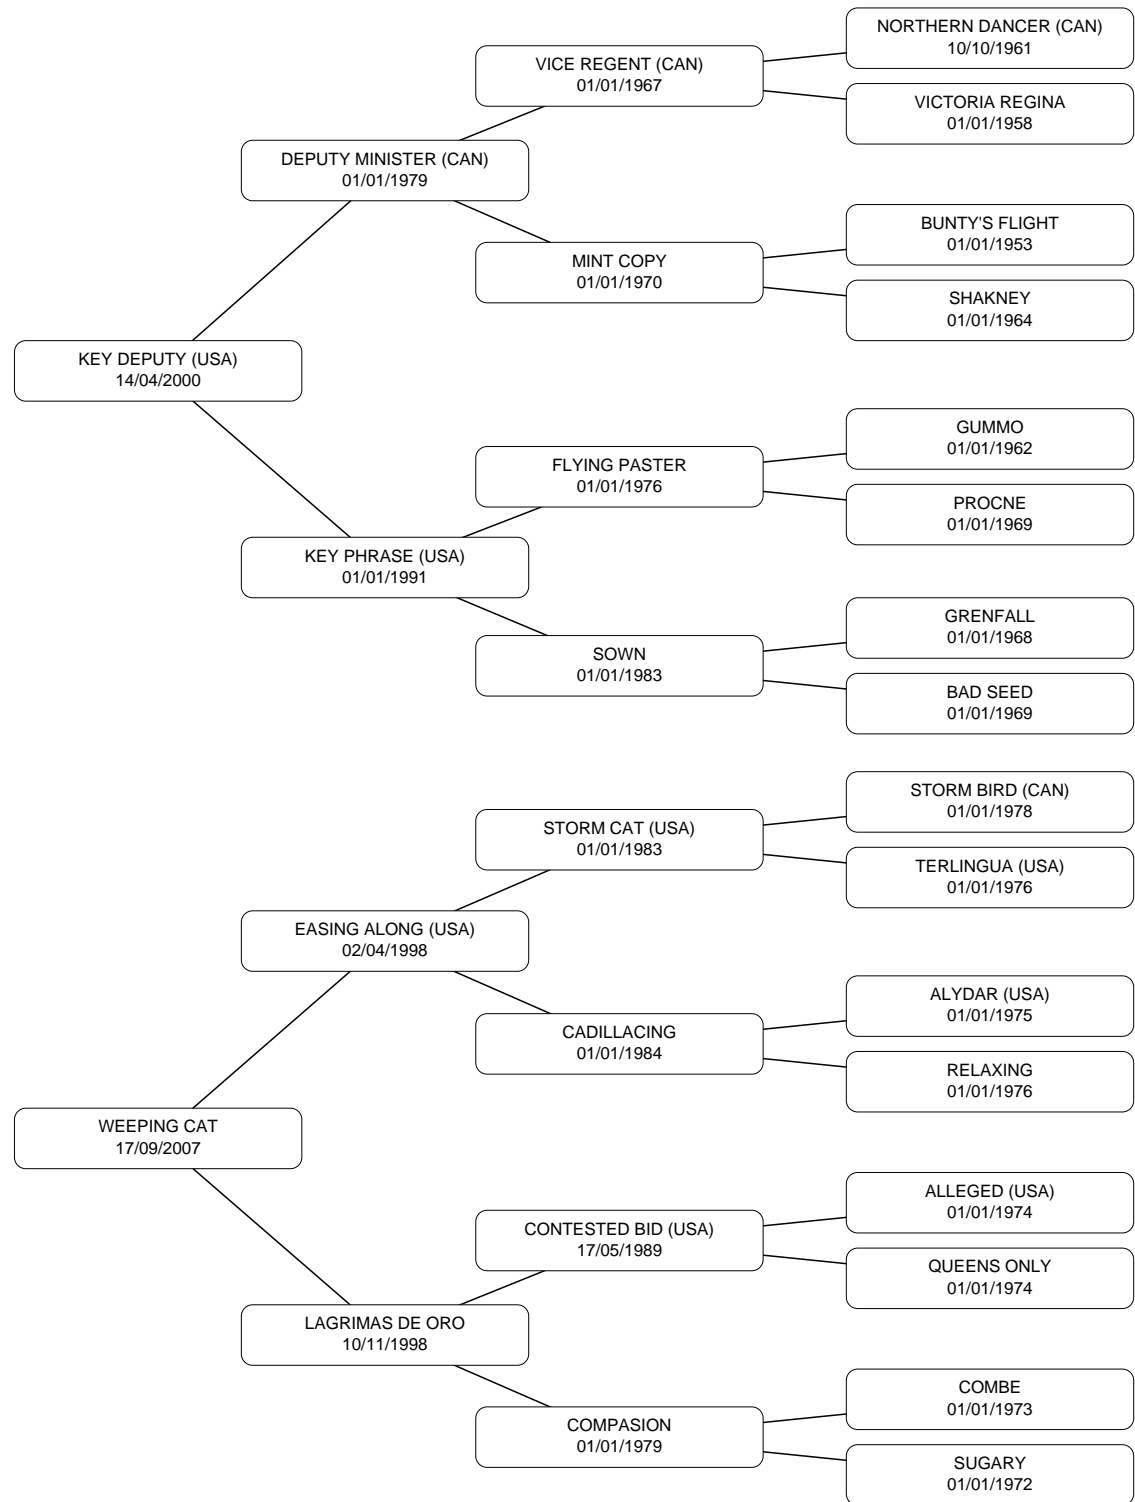 NORTHERN DANCER (CAN)
10/10/1961
VICE REGENT (CAN)
01/01/1967
VICTORIA REGINA
01/01/1958
DEPUTY MINISTER (CAN)
01/01/1979
BUNTY'S FLIGHT
01/01/1953
MINT COPY
01/01/1970
SHAKNEY
01/01/1964
KEY DEPUTY (USA)
14/04/2000
GUMMO
01/01/1962
FLYING PASTER
01/01/1976
PROCNE
01/01/1969
KEY PHRASE (USA)
01/01/1991
GRENFALL
01/01/1968
SOWN
01/01/1983
BAD SEED
01/01/1969
STORM BIRD (CAN)
01/01/1978
STORM CAT (USA)
01/01/1983
TERLINGUA (USA)
01/01/1976
EASING ALONG (USA)
02/04/1998
ALYDAR (USA)
01/01/1975
CADILLACING
01/01/1984
RELAXING
01/01/1976
WEEPING CAT
17/09/2007
ALLEGED (USA)
01/01/1974
CONTESTED BID (USA)
17/05/1989
QUEENS ONLY
01/01/1974
LAGRIMAS DE ORO
10/11/1998
COMBE
01/01/1973
COMPASION
01/01/1979
SUGARY
01/01/1972